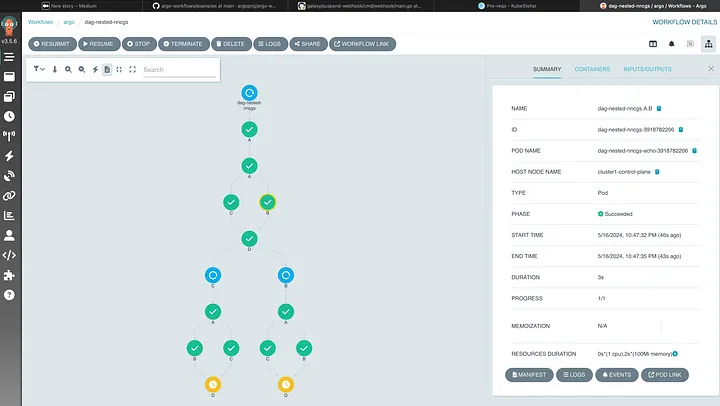 New story – Medium
argo-workflows/examples at main · argoproj/argo-w...
galaxy/suspend-webhook/cmd/webhook/main.go at...
Pre-reqs - KubeStellar
dag-nested-nncgs / argo / Workflows – Argo
v3.5.6
Workflows / argo / dag-nested-nncgs
WORKFLOW DETAILS
RESUBMIT
RESUME
STOP
TERMINATE
DELETE
LOGS
SHARE
WORKFLOW LINK
Search
SUMMARY
CONTAINERS
INPUTS/OUTPUTS
dag-nested-
nncgs
A
A
C B
D
C B
A A
B C C B
D D
NAME dag-nested-nncgs.A.B
ID dag-nested-nncgs-3918782206
POD NAME dag-nested-nncgs-echo-3918782206
HOST NODE NAME cluster1-control-plane
TYPE Pod
PHASE Succeeded
START TIME 5/16/2024, 10:47:32 PM (46s ago)
END TIME 5/16/2024, 10:47:35 PM (43s ago)
DURATION 3s
PROGRESS 1/1
MEMOIZATION N/A
RESOURCES DURATION 0s*(1 cpu),2s*(100Mi memory)
MANIFEST
LOGS
EVENTS
POD LINK